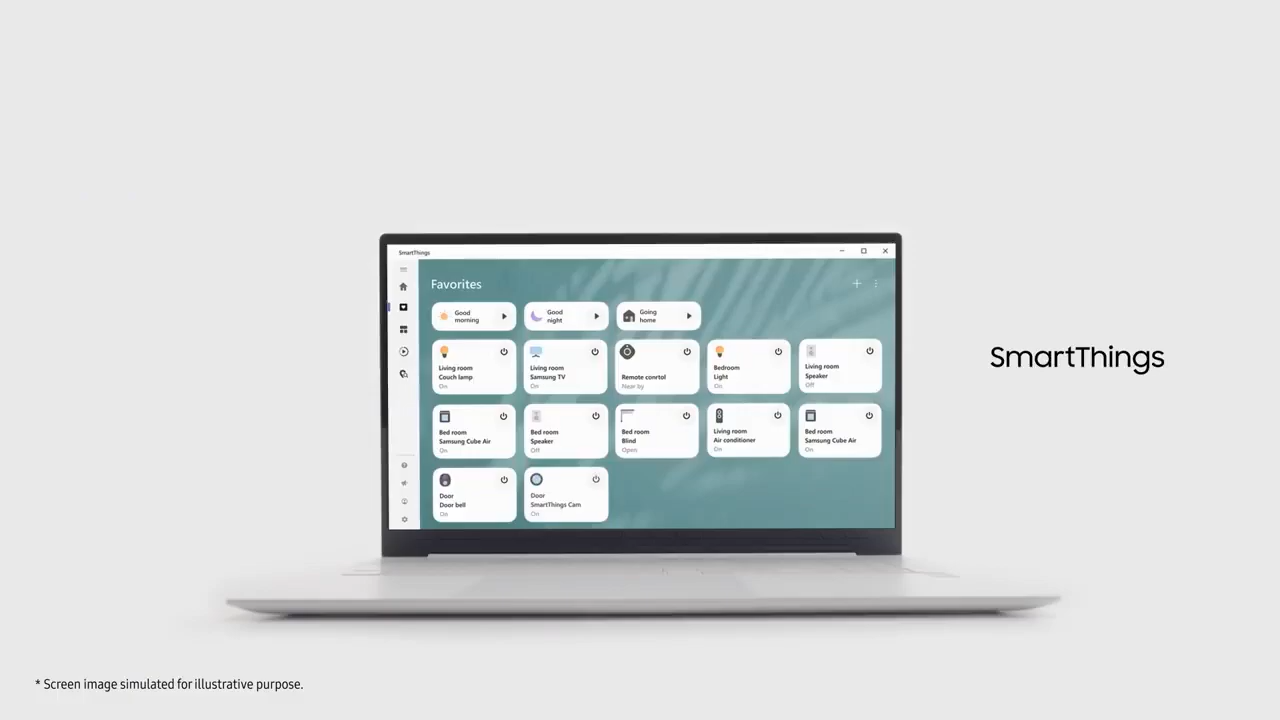 SmartThings
Favorites
Good
morning
Good
night
Going
home
Living room
Couch lamp
On
Living room
Samsung TV
On
Remote conrtol
Near by
Bedroom
Light
On
Living room
Speaker
Off
Bed room
Samsung Cube Air
On
Bed room
Speaker
Off
Bed room
Blind
Open
Living room
Air conditioner
On
Bed room
Samsung Cube Air
On
Door
Door bell
On
Door
SmartThings Cam
On
SmartThings
* Screen image simulated for illustrative purpose.